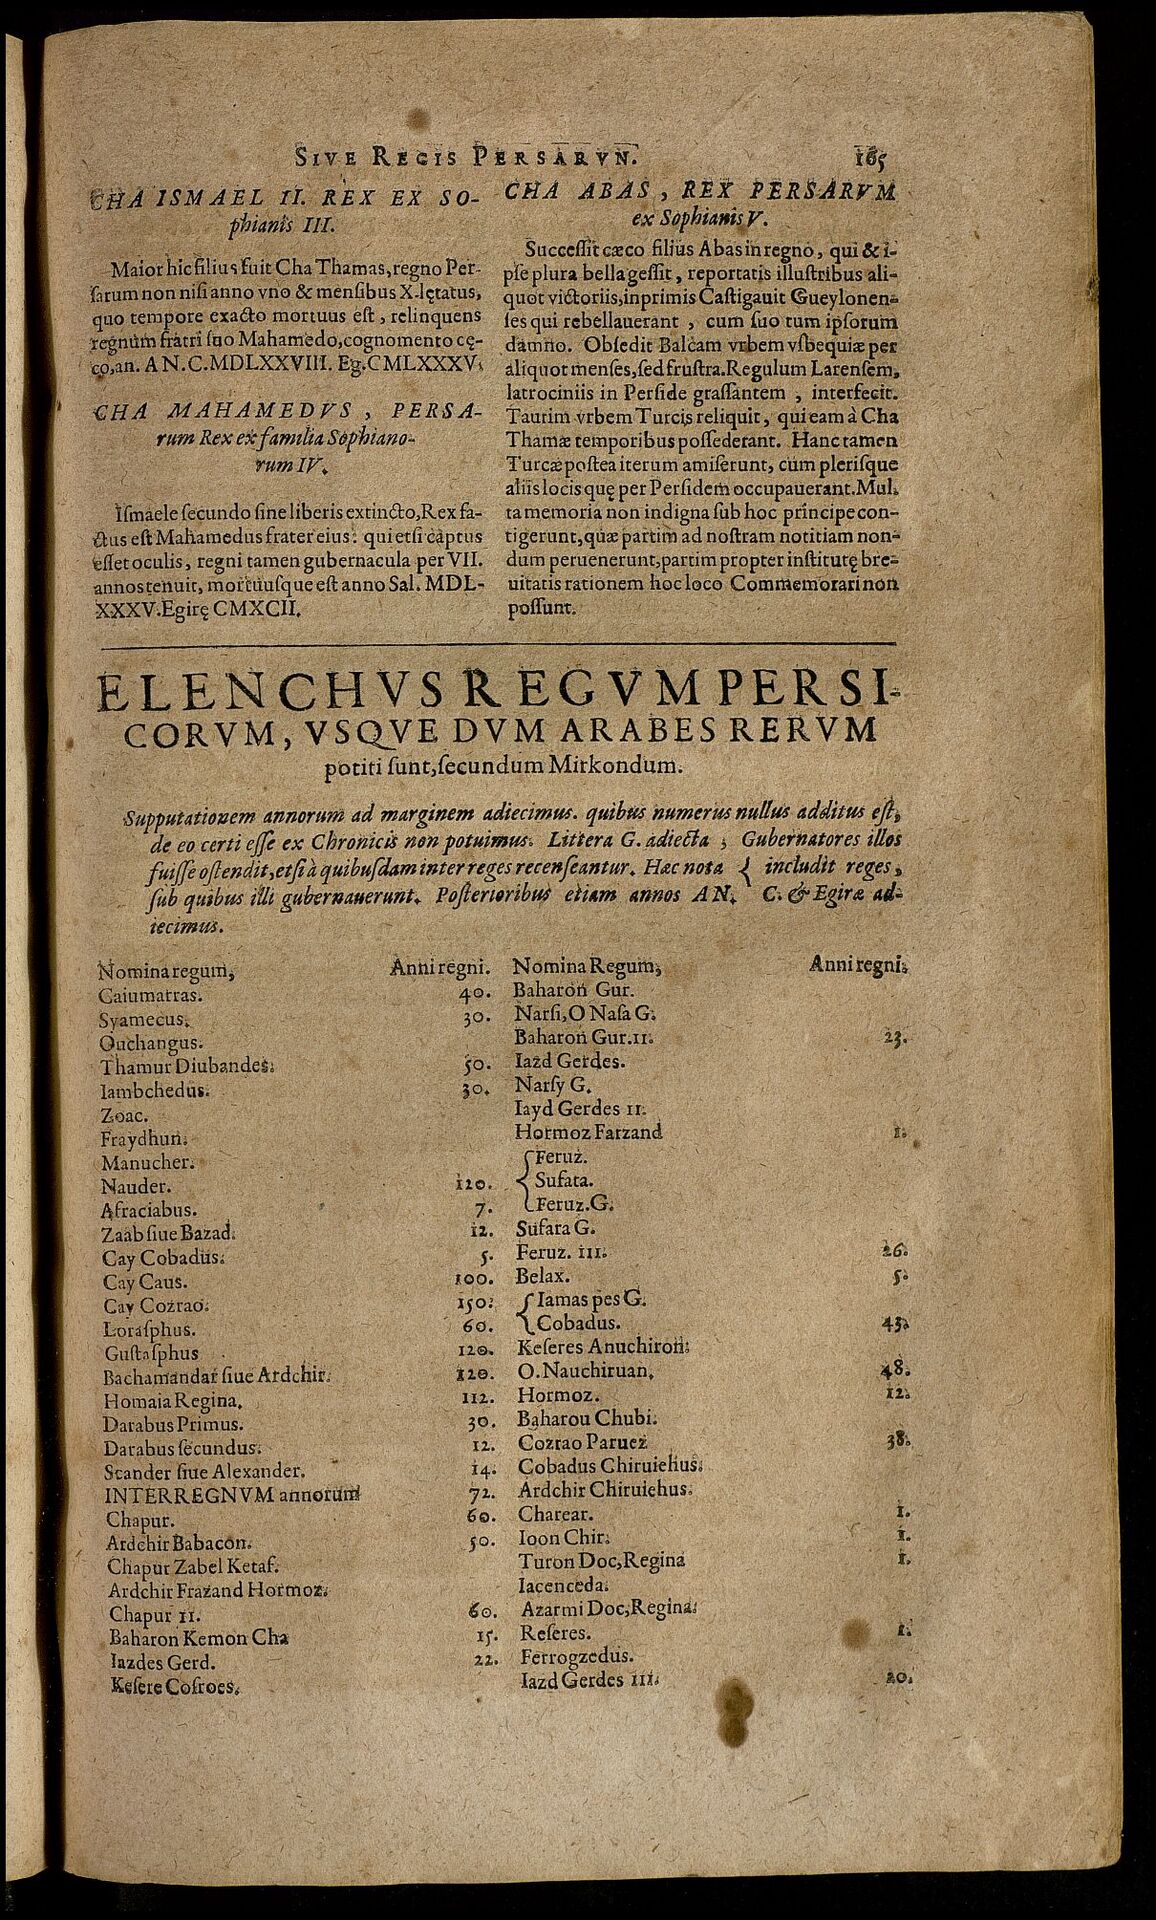 SIVE REGIS PERSARVN. 165
CHA ISMAEL II. REX EX SO-
phianis III.
Maior hic filius fuit Cha Thamas, regno Per-
sarum non nisi anno vno & mensibus X. lętatus,
quo tempore exacto mortuus est, relinquens
regnum fratri suo Mahamedo, cognomento cę-
co, an. AN. C. MDLXXVIII. Eg. CMLXXXV.
CHA MAHAMEDVS, PERSA-
rum Rex ex familia Sophiano-
rum IV.
Ismaele secundo sine liberis extincto, Rex fa-
ctus est Mahamedus frater eius: qui etsi captus
esset oculis, regni tamen gubernacula per VII.
annos tenuit, mortuusque est anno Sal. MDL-
XXXV. Egirę CMXCII.
CHA ABAS, REX PERSARVM
ex Sophianis V.
Successit cæco filius Abas in regno, qui & i-
pse plura bella gessit, reportatis illustribus ali-
quot victoriis, inprimis Castigauit Gueylonen-
ses qui rebellauerant, cum suo tum ipsorum
damno. Obsedit Balcam vrbem vsbequiæ per
aliquot menses, sed frustra. Regulum Larensem,
latrociniis in Perside grassantem, interfecit.
Taurim vrbem Turcis reliquit, qui eam à Cha
Thamæ temporibus possederant. Hanc tamen
Turcæ postea iterum amiserunt, cum plerisque
aliis locis quę per Persidem occupauerant. Mul-
ta memoria non indigna sub hoc principe con-
tigerunt, quæ partim ad nostram notitiam non-
dum peruenerunt, partim propter institutę bre-
uitatis rationem hoc loco Commemorari non
possunt.
ELENCHVS REGVM PERSI-
CORVM, VSQVE DVM ARABES RERVM
potiti sunt, secundum Mirkondum.
Supputationem annorum ad marginem adiecimus. quibus numerus nullus additus est,
de eo certi esse ex Chronicis non potuimus. Littera G. adiecta, Gubernatores illos
fuisse ostendit, etsi à quibusdam inter reges recenseantur. Hæc nota { includit reges,
sub quibus illi gubernauerunt. Posterioribus etiam annos AN. C. & Egiræ ad-
iecimus.
Nomina regum, Anni regni.
Caiumarras. 40.
Syamecus. 30.
Ouchangus.
Thamur Diubandes. 50.
Iambchedus. 30.
Zoac.
Fraydhun.
Manucher.
Nauder. 120.
Afraciabus. 7.
Zaab siue Bazad. 12.
Cay Cobadus. 5.
Cay Caus. 100.
Cay Cozrao. 150.
Lorasphus. 60.
Gustasphus 120.
Bachamandar siue Ardchir. 120.
Homaia Regina. 112.
Darabus Primus. 30.
Darabus secundus. 12.
Scander siue Alexander. 14.
INTERREGNVM annorum 72.
Chapur. 60.
Ardchir Babacon. 50.
Chapur Zabel Ketaf.
Ardchir Frazand Hormoz.
Chapur II. 60.
Baharon Kemon Cha 15.
Iazdes Gerd. 22.
Kesere Cosroes.
Nomina Regum, Anni regni.
Baharon Gur.
Narsi, O Nasa G.
Baharon Gur. II. 23.
Iazd Gerdes.
Narsy G.
Iayd Gerdes II.
Hormoz Farzand 1.
Feruz.
Sufata.
Feruz. G.
Sufara G.
Feruz. III. 26.
Belax. 5.
Iamas pes G.
Cobadus. 43.
Keseres Anuchiron.
O. Nauchiruan. 48.
Hormoz. 12.
Baharou Chubi.
Cozrao Paruez 38.
Cobadus Chiruiehus.
Ardchir Chiruiehus.
Charear. 1.
Ioon Chir. 1.
Turon Doc, Regina 1.
Iacenceda.
Azarmi Doc, Regina.
Reseres. 1.
Ferrogzedus.
Iazd Gerdes III. 20.